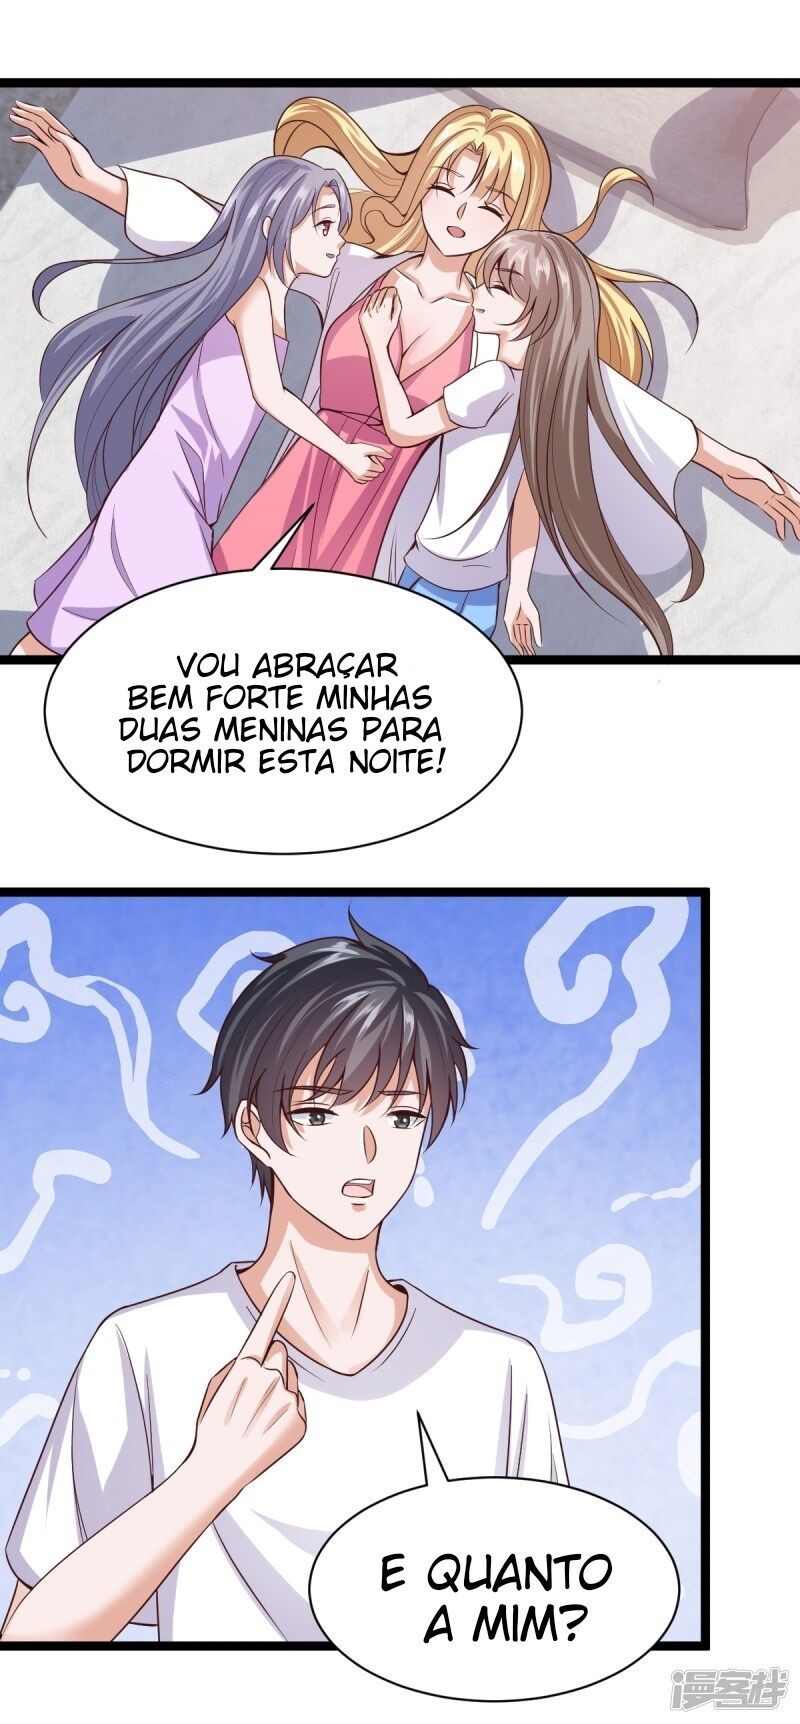 VOU ABRAÇAR
BEM FORTE MINHAS
DUAS MENINAS PARA
DORMIR ESTA NOITE!
E QUANTO
A MIM?
漫客栈